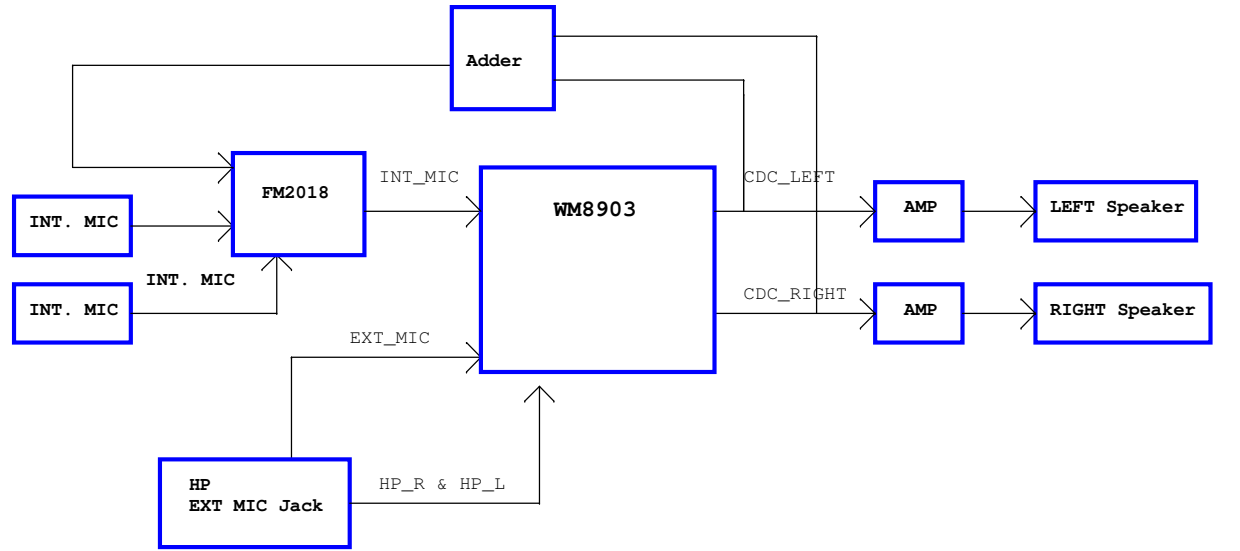 Adder
INT_MIC
CDC_LEFT
FM2018
WM8903
AMP
LEFT Speaker
INT. MIC
INT. MIC
CDC_RIGHT
INT. MIC
AMP
RIGHT Speaker
EXT_MIC
HP
EXT MIC Jack
HP_R & HP_L